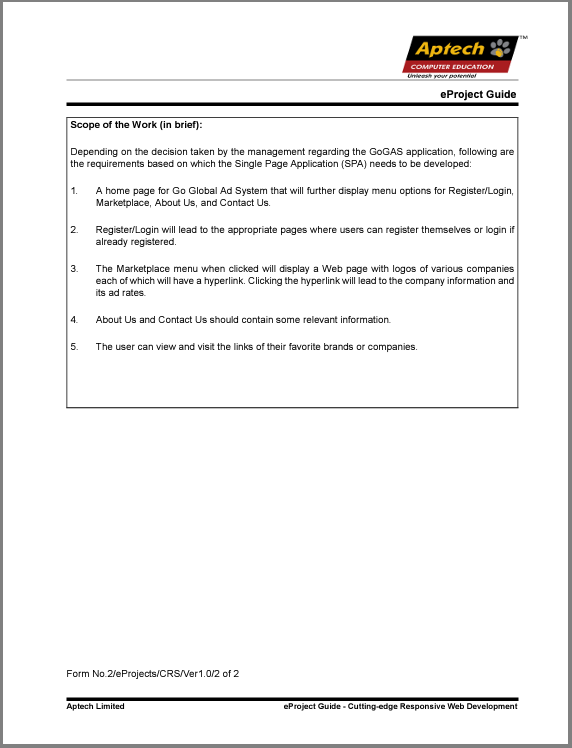 Aptech
™
COMPUTER EDUCATION
Unleash your potential
eProject Guide
Scope of the Work (in brief):
Depending on the decision taken by the management regarding the GoGAS application, following are
the requirements based on which the Single Page Application (SPA) needs to be developed:
1. A home page for Go Global Ad System that will further display menu options for Register/Login,
Marketplace, About Us, and Contact Us.
2. Register/Login will lead to the appropriate pages where users can register themselves or login if
already registered.
3. The Marketplace menu when clicked will display a Web page with logos of various companies
each of which will have a hyperlink. Clicking the hyperlink will lead to the company information and
its ad rates.
4. About Us and Contact Us should contain some relevant information.
5. The user can view and visit the links of their favorite brands or companies.
Form No.2/eProjects/CRS/Ver1.0/2 of 2
Aptech Limited eProject Guide - Cutting-edge Responsive Web Development